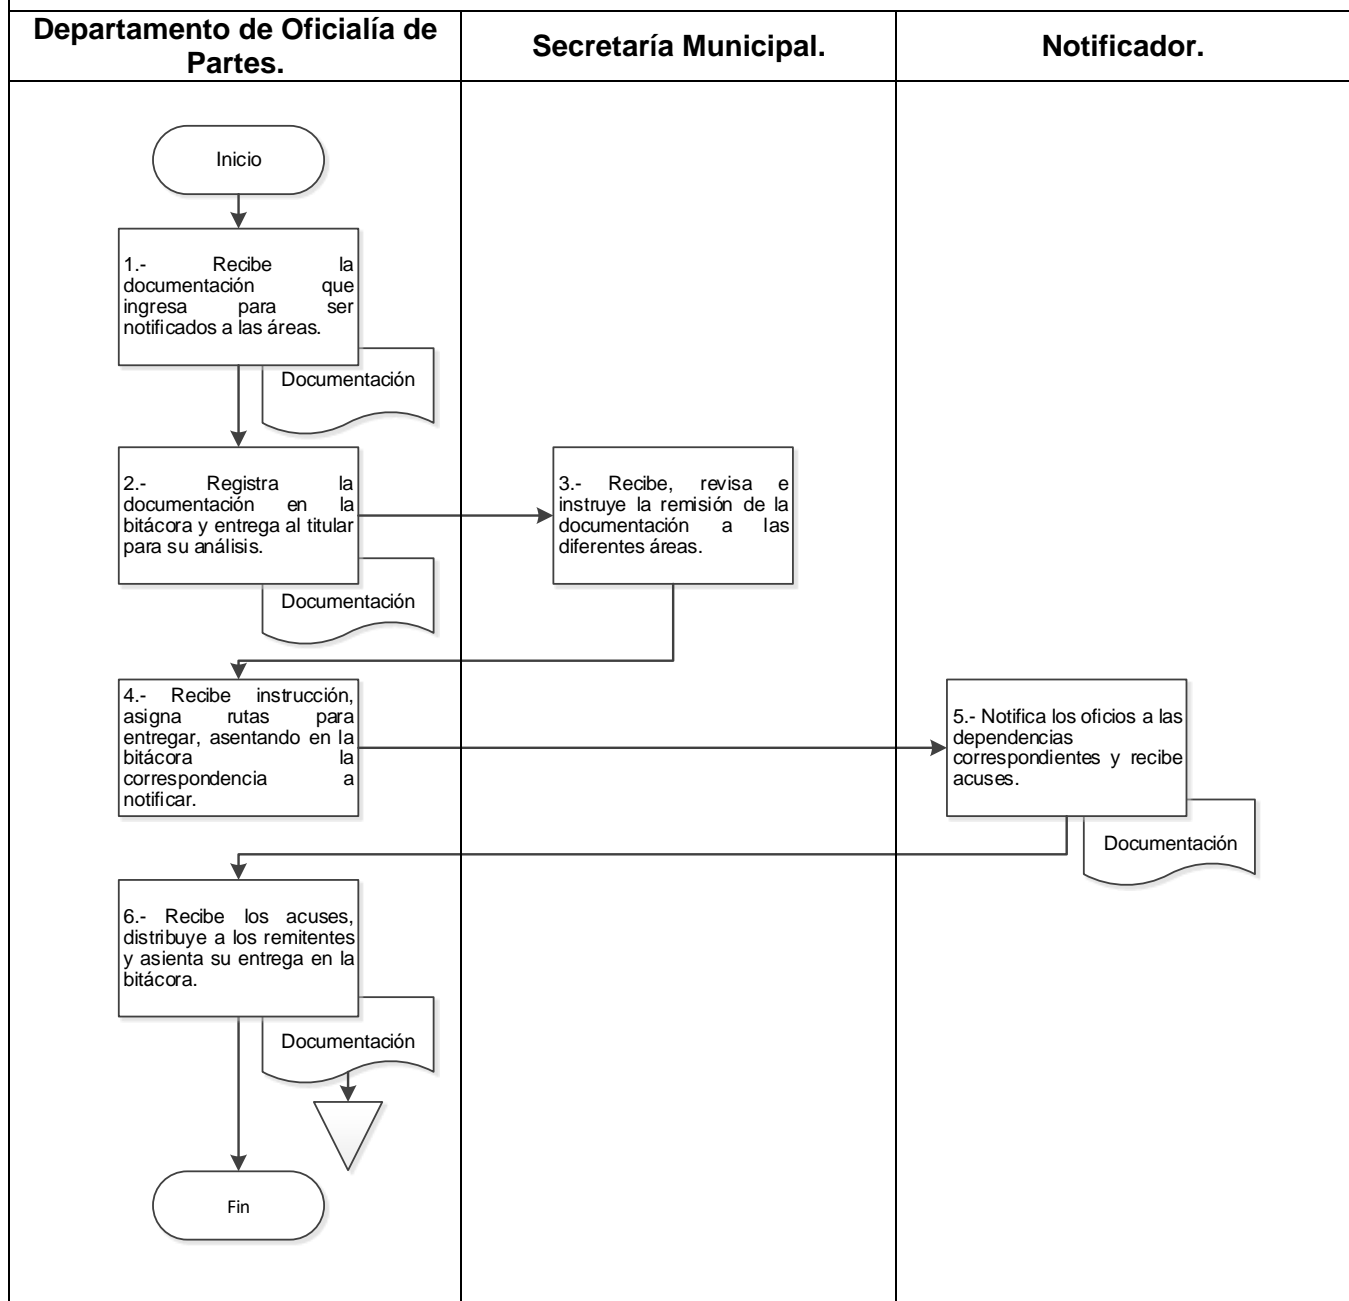 Departamento de Oficialía de
Partes.
Secretaría Municipal.
Notificador.
Inicio
1.- Recibe la
documentación que
ingresa para ser
notificados a las áreas.
Documentación
2.- Registra la
documentación en la
bitácora y entrega al titular
para su análisis.
Documentación
3.- Recibe, revisa e
instruye la remisión de la
documentación a las
diferentes áreas.
4.- Recibe instrucción,
asigna rutas para
entregar, asentando en la
bitácora la
correspondencia a
notificar.
5.- Notifica los oficios a las
dependencias
correspondientes y recibe
acuses.
Documentación
6.- Recibe los acuses,
distribuye a los remitentes
y asienta su entrega en la
bitácora.
Documentación
Fin